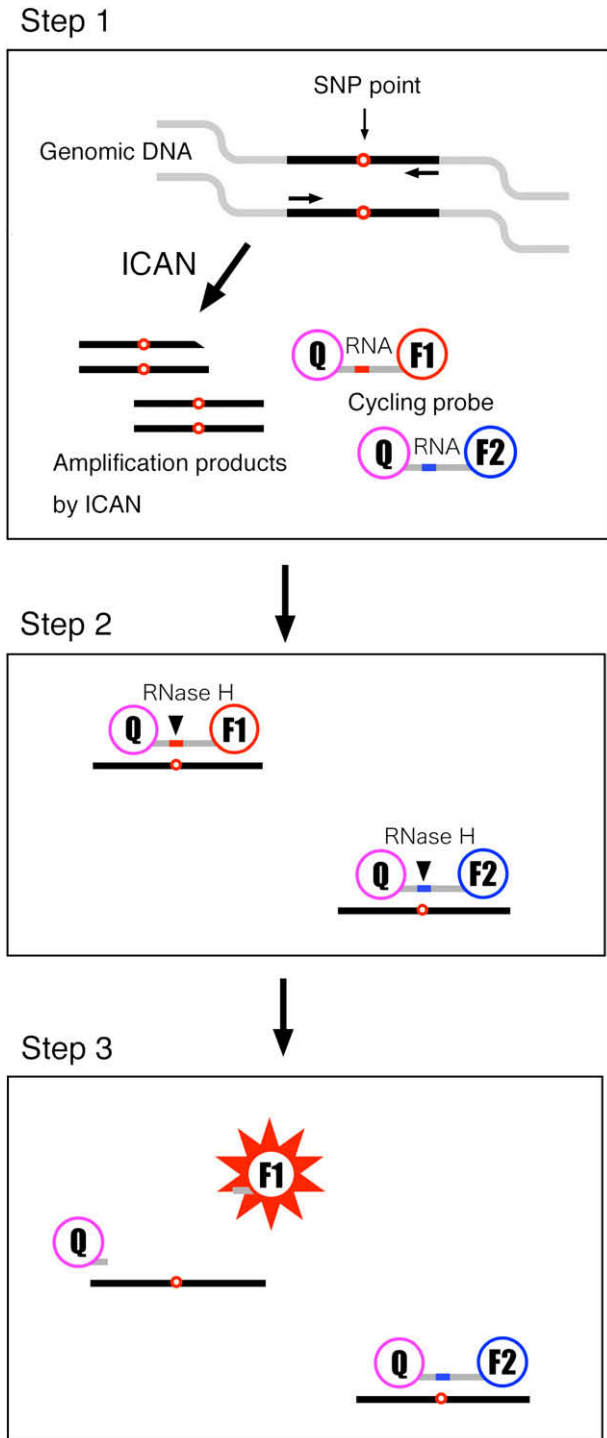 Step 1
SNP point
Genomic DNA
ICAN
Q RNA F1
Cycling probe
Q RNA F2
Amplification products
by ICAN
Step 2
RNase H
Q F1
RNase H
Q F2
Step 3
F1
Q
Q F2